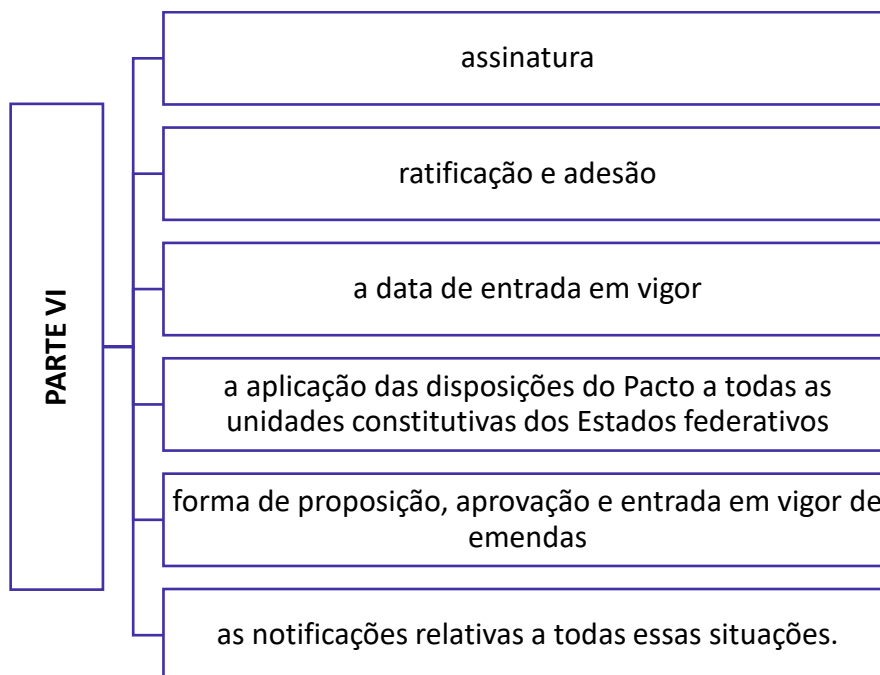 PARTE VI
assinatura
ratificação e adesão
a data de entrada em vigor
a aplicação das disposições do Pacto a todas as
unidades constitutivas dos Estados federativos
forma de proposição, aprovação e entrada em vigor de
emendas
as notificações relativas a todas essas situações.